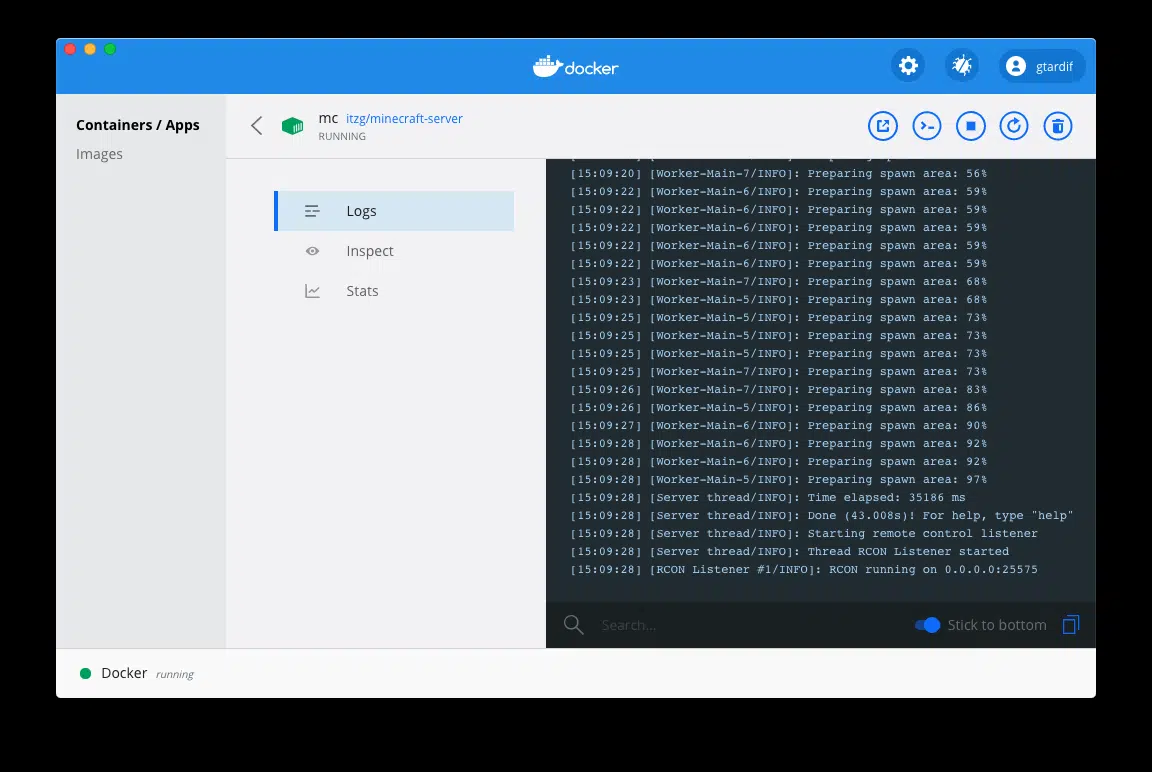 docker
gtardif
Containers / Apps
Images
mc itzg/minecraft-server
RUNNING
Logs
Inspect
Stats
[15:09:20] [Worker-Main-7/INFO]: Preparing spawn area: 56%
[15:09:22] [Worker-Main-6/INFO]: Preparing spawn area: 59%
[15:09:22] [Worker-Main-6/INFO]: Preparing spawn area: 59%
[15:09:22] [Worker-Main-6/INFO]: Preparing spawn area: 59%
[15:09:22] [Worker-Main-6/INFO]: Preparing spawn area: 59%
[15:09:22] [Worker-Main-6/INFO]: Preparing spawn area: 59%
[15:09:23] [Worker-Main-7/INFO]: Preparing spawn area: 68%
[15:09:23] [Worker-Main-5/INFO]: Preparing spawn area: 68%
[15:09:25] [Worker-Main-5/INFO]: Preparing spawn area: 73%
[15:09:25] [Worker-Main-5/INFO]: Preparing spawn area: 73%
[15:09:25] [Worker-Main-5/INFO]: Preparing spawn area: 73%
[15:09:25] [Worker-Main-7/INFO]: Preparing spawn area: 73%
[15:09:26] [Worker-Main-7/INFO]: Preparing spawn area: 83%
[15:09:26] [Worker-Main-5/INFO]: Preparing spawn area: 86%
[15:09:27] [Worker-Main-6/INFO]: Preparing spawn area: 90%
[15:09:28] [Worker-Main-6/INFO]: Preparing spawn area: 92%
[15:09:28] [Worker-Main-6/INFO]: Preparing spawn area: 92%
[15:09:28] [Worker-Main-5/INFO]: Preparing spawn area: 97%
[15:09:28] [Server thread/INFO]: Time elapsed: 35186 ms
[15:09:28] [Server thread/INFO]: Done (43.008s)! For help, type "help"
[15:09:28] [Server thread/INFO]: Starting remote control listener
[15:09:28] [Server thread/INFO]: Thread RCON Listener started
[15:09:28] [RCON Listener #1/INFO]: RCON running on 0.0.0.0:25575
Search...
Stick to bottom
Docker running